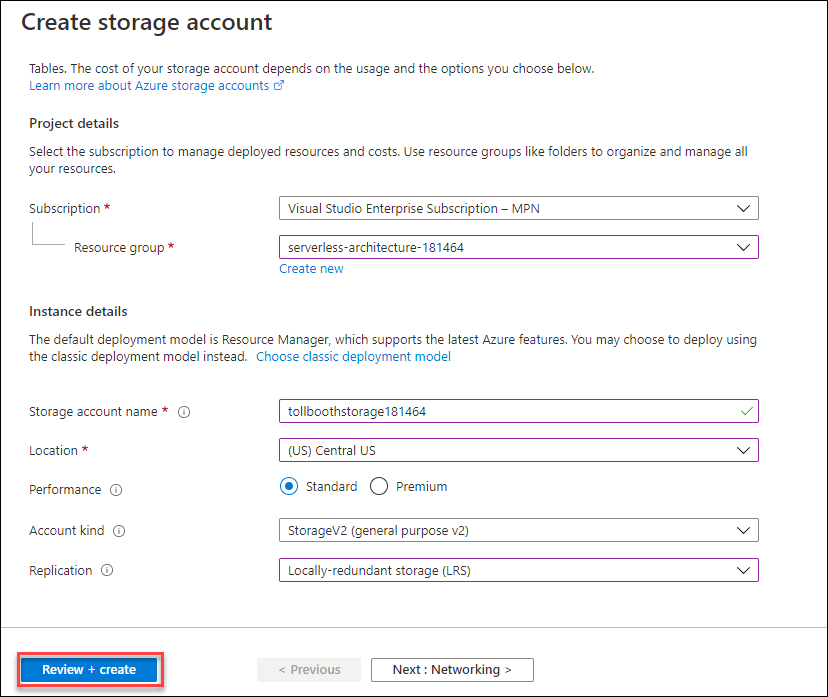 Create storage account
Tables. The cost of your storage account depends on the usage and the options you choose below.
Learn more about Azure storage accounts
Project details
Select the subscription to manage deployed resources and costs. Use resource groups like folders to organize and manage all
your resources.
Subscription *
Visual Studio Enterprise Subscription – MPN
Resource group *
serverless-architecture-181464
Create new
Instance details
The default deployment model is Resource Manager, which supports the latest Azure features. You may choose to deploy using
the classic deployment model instead. Choose classic deployment model
Storage account name *
tollboothstorage181464
Location *
(US) Central US
Performance
Standard Premium
Account kind
StorageV2 (general purpose v2)
Replication
Locally-redundant storage (LRS)
Review + create
< Previous
Next : Networking >